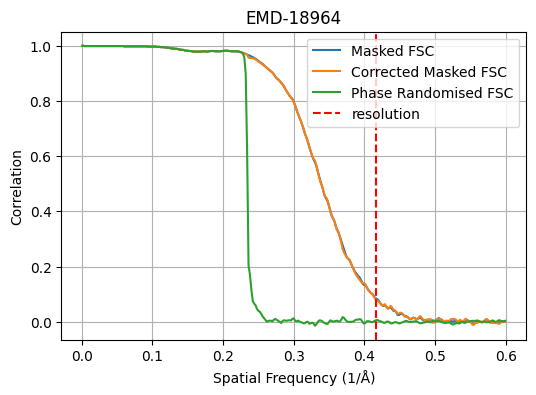 EMD-18964
Masked FSC
Corrected Masked FSC
Phase Randomised FSC
resolution
Correlation
1.0
0.8
0.6
0.4
0.2
0.0
0.0 0.1 0.2 0.3 0.4 0.5 0.6
Spatial Frequency (1/Å)